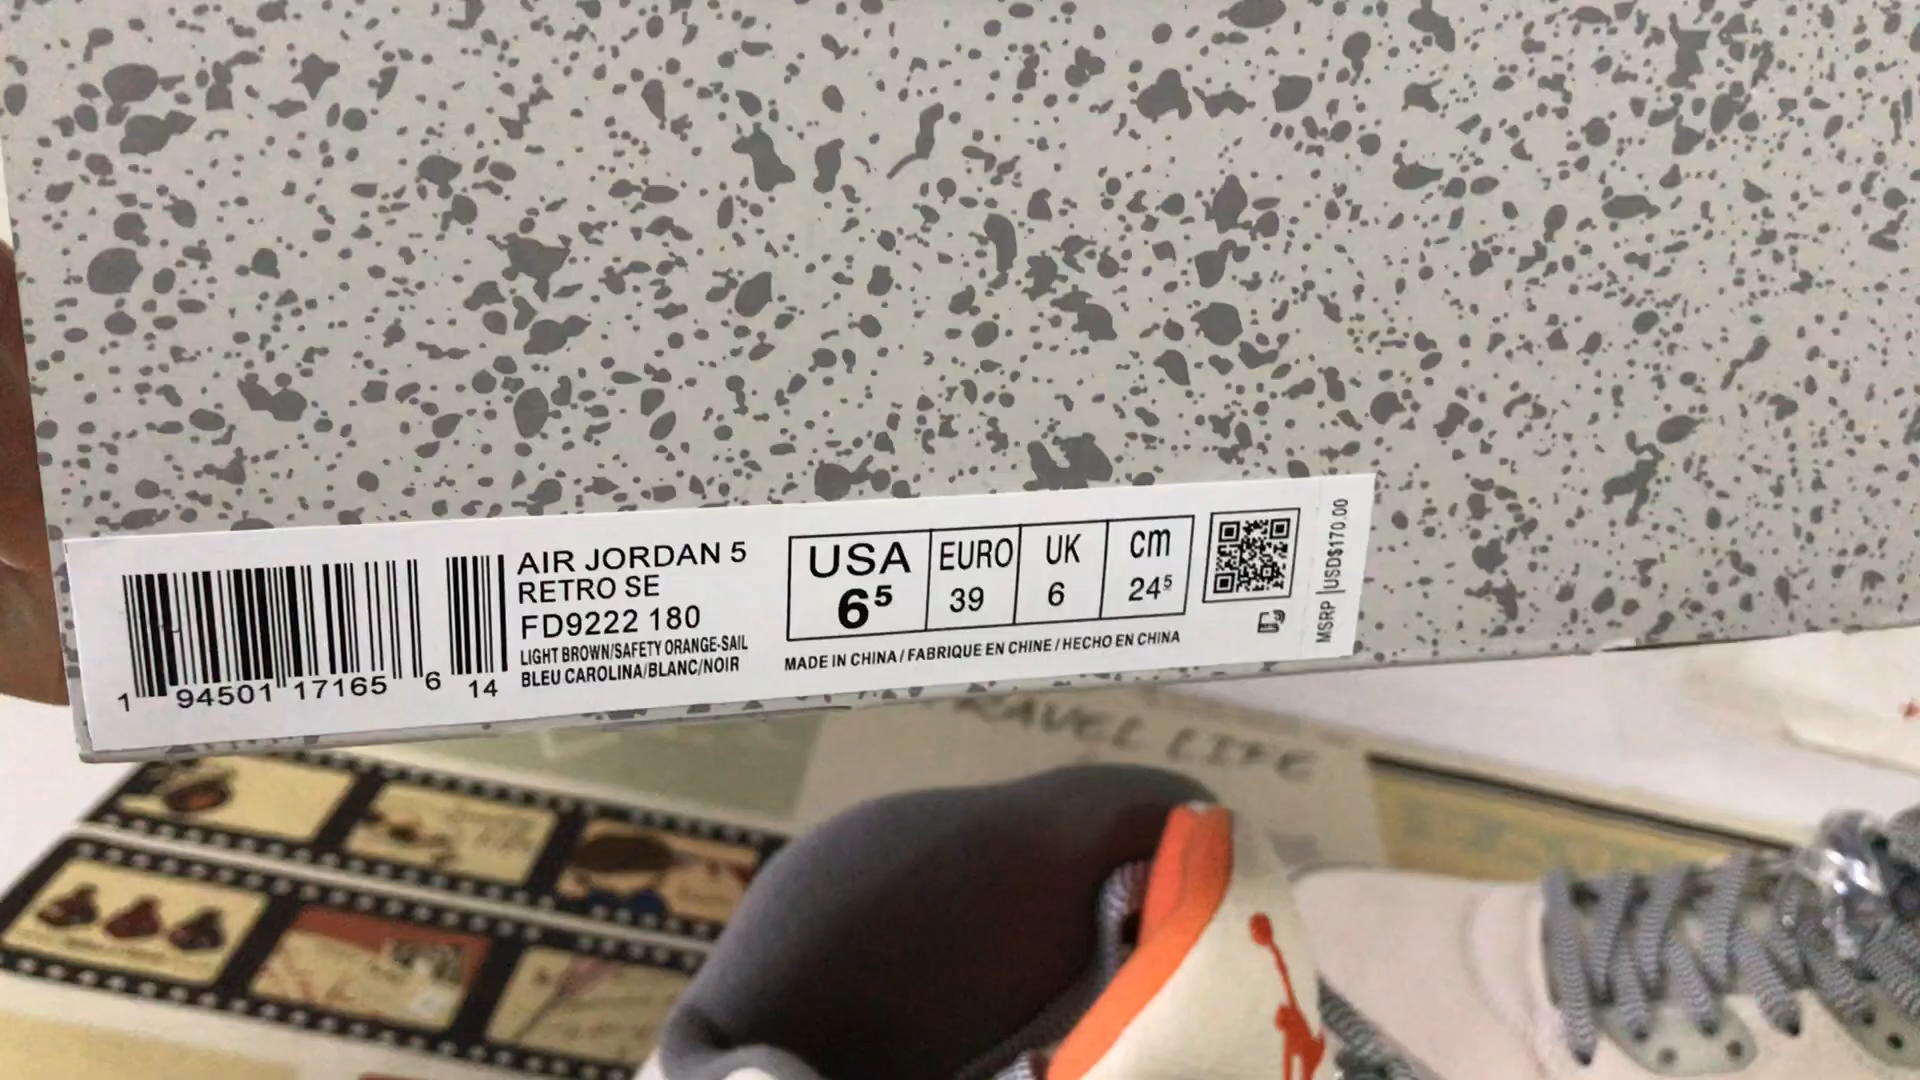 AIR JORDAN 5
RETRO SE
FD9222 180
LIGHT BROWN/SAFETY ORANGE-SAIL
BLEU CAROLINA/BLANC/NOIR
1 94501 17165 6 14
USA EURO UK cm
6⁵ 39 6 24⁵
MADE IN CHINA / FABRIQUE EN CHINE / HECHO EN CHINA
MSRP USD$170.00
RAVEL LIFE